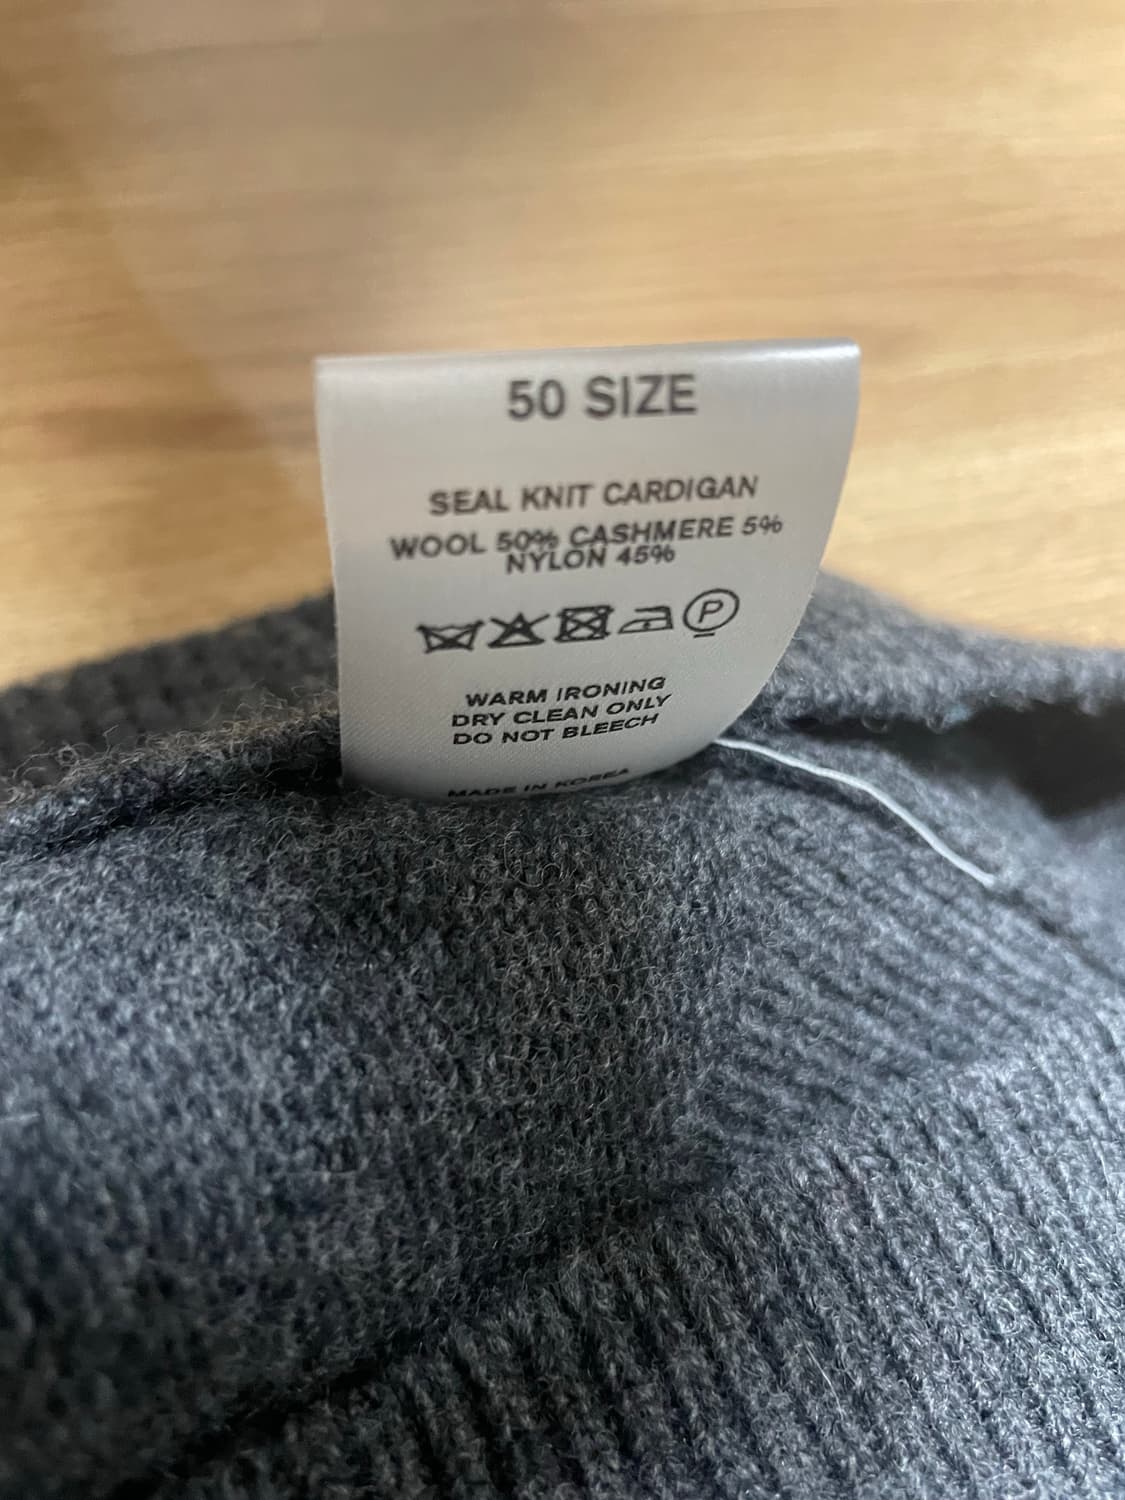 50 SIZE
SEAL KNIT CARDIGAN
WOOL 50% CASHMERE 5%
NYLON 45%
P
WARM IRONING
DRY CLEAN ONLY
DO NOT BLEECH
MADE IN KOREA